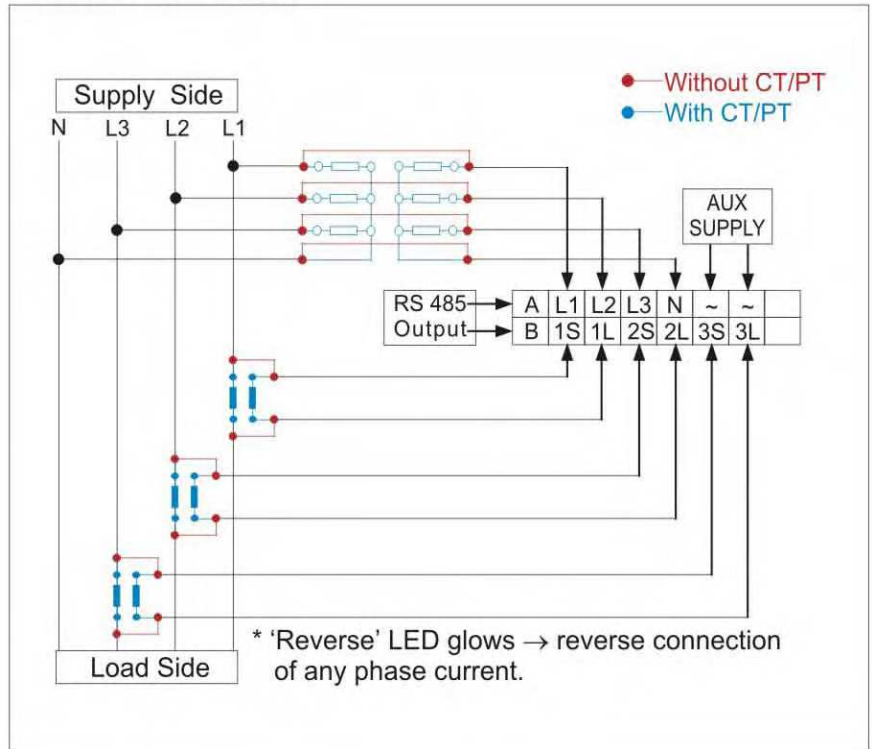 Supply Side
N L3 L2 L1
Without CT/PT
With CT/PT
AUX
SUPPLY
RS 485 A L1 L2 L3 N ~ ~
Output B 1S 1L 2S 2L 3S 3L
* 'Reverse' LED glows → reverse connection
of any phase current.
Load Side